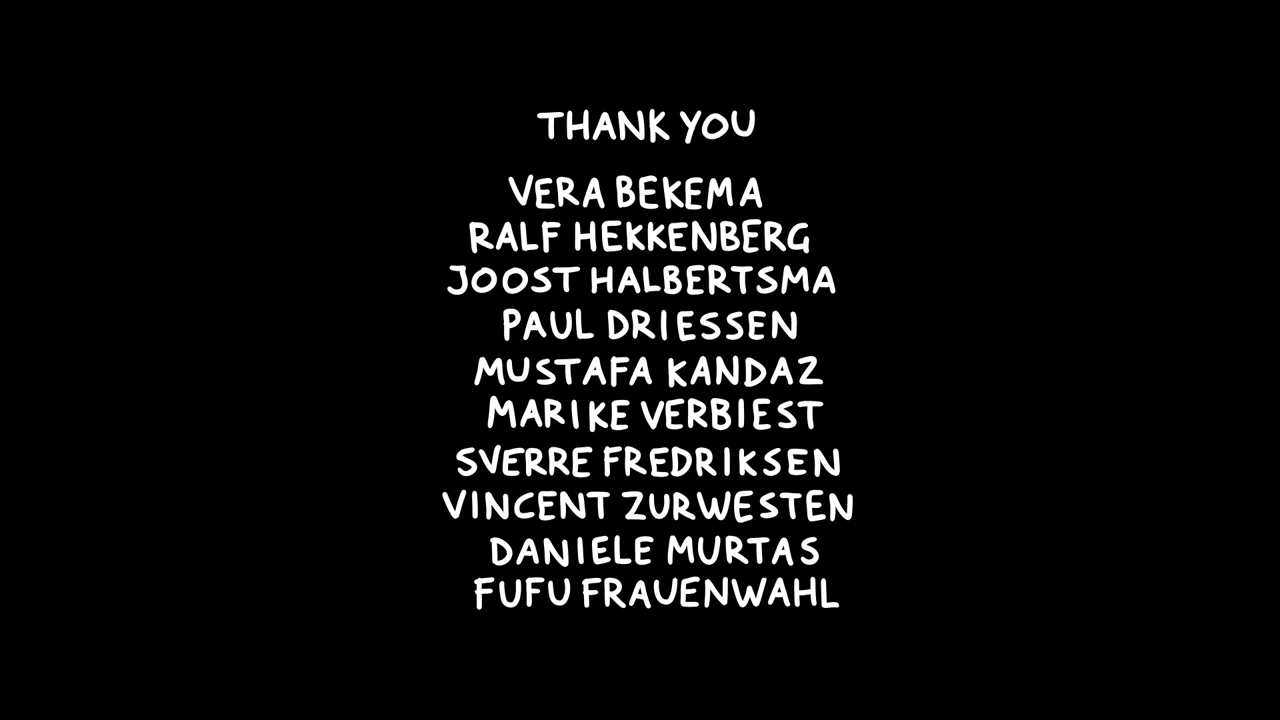 THANK YOU
VERA BEKEMA
RALF HEKKENBERG
JOOST HALBERTSMA
PAUL DRIESSEN
MUSTAFA KANDAZ
MARIKE VERBIEST
SVERRE FREDRIKSEN
VINCENT ZURWESTEN
DANIELE MURTAS
FUFU FRAUENWAHL